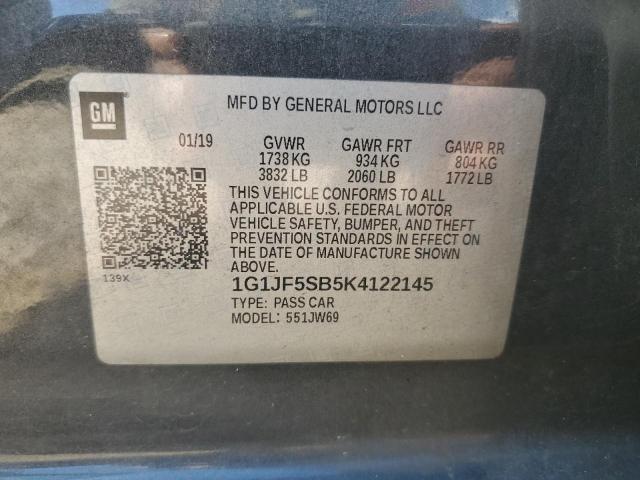 GM
MFD BY GENERAL MOTORS LLC
01/19 GVWR GAWR FRT GAWR RR
1738 KG 934 KG 804 KG
3832 LB 2060 LB 1772 LB
THIS VEHICLE CONFORMS TO ALL
APPLICABLE U.S. FEDERAL MOTOR
VEHICLE SAFETY, BUMPER, AND THEFT
PREVENTION STANDARDS IN EFFECT ON
THE DATE OF MANUFACTURE SHOWN
ABOVE.
139X
1G1JF5SB5K4122145
TYPE: PASS CAR
MODEL: 551JW69